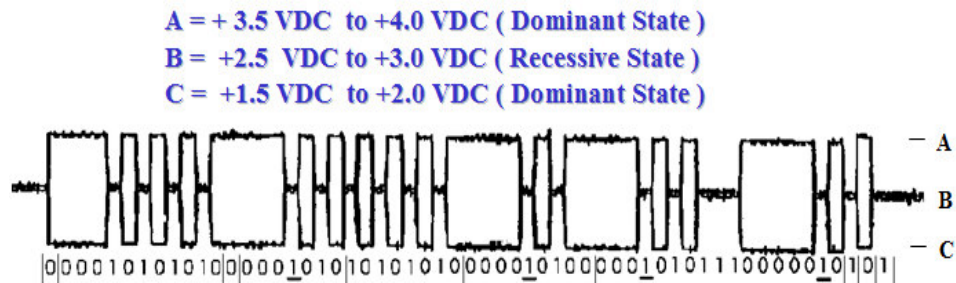 A = + 3.5 VDC to +4.0 VDC ( Dominant State )
B = +2.5 VDC to +3.0 VDC ( Recessive State )
C = +1.5 VDC to +2.0 VDC ( Dominant State )
A
B
C
000010101010000010101010101000001010000010101110000010101